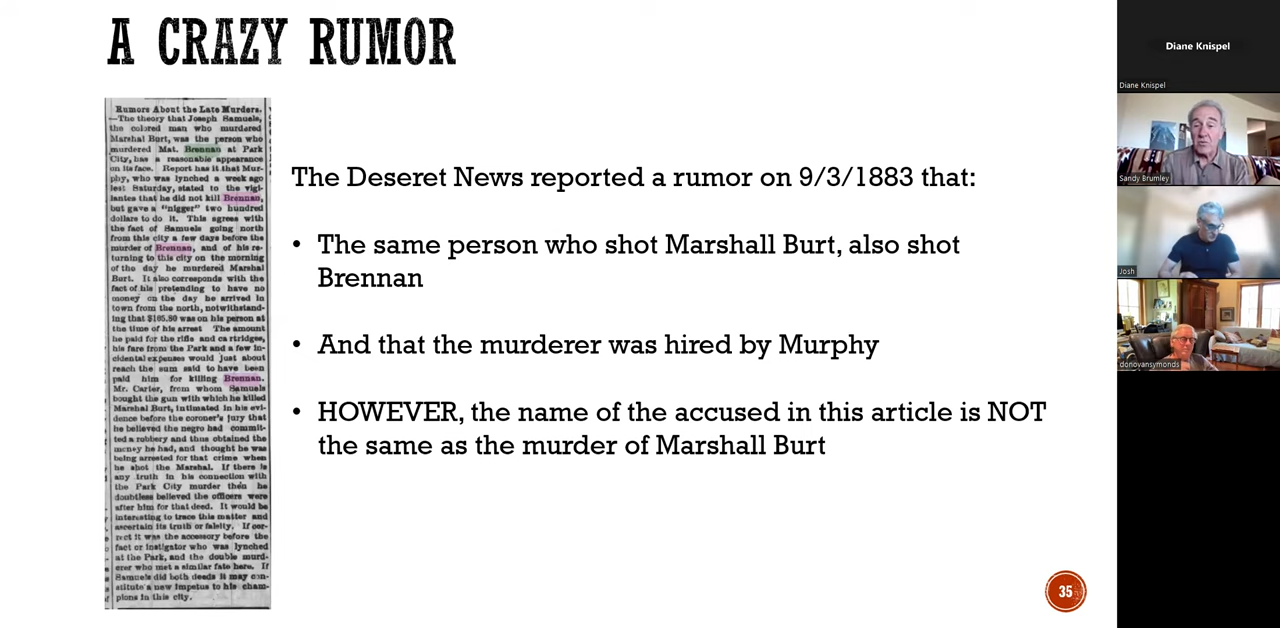 A CRAZY RUMOR
Rumors About the Late Murders.
—The theory that Joseph Samuels,
the colored man who murdered
Marshal Burt, was the person who
murdered Mat. Brennan at Park
City, has a reasonable appearance
on its face. Report has it that Mur-
phy, who was lynched a week ago
last Saturday, stated to the vigi-
lantes that he did not kill Brennan,
but gave a "nigger" two hundred
dollars to do it. This agrees with
the fact of Samuels going north
from this city a few days before the
murder of Brennan, and of his re-
turning to this city on the morning
of the day he murdered Marshal
Burt. It also corresponds with the
fact of his pretending to have no
money on the day he arrived in
town from the north, notwithstand-
ing that $165.80 was on his person at
the time of his arrest The amount
he paid for the rifle and cartridges,
his fare from the Park and a few in-
cidental expenses would just about
reach the sum said to have been
paid him for killing Brennan.
Mr. Carter, from whom Samuels
bought the gun with which he killed
Marshal Burt, intimated in his evi-
dence before the coroner's jury that
he believed the negro had commit-
ted a robbery and thus obtained the
money he had, and thought he was
being arrested for that crime when
he shot the Marshal. If there is
any truth in his connection with
the Park City murder then he
doubtless believed the officers were
after him for that deed. It would be
interesting to trace this matter and
ascertain its truth or falsity. If cor-
rect it was the accessory before the
fact or instigator who was lynched
at the Park, and the double murd-
erer who met a similar fate here. If
Samuels did both deeds it may con-
stitute a new impetus to his cham-
pions in this city.
The Deseret News reported a rumor on 9/3/1883 that:
• The same person who shot Marshall Burt, also shot
Brennan
• And that the murderer was hired by Murphy
• HOWEVER, the name of the accused in this article is NOT
the same as the murder of Marshall Burt
35
Diane Knispel
Diane Knispel
Sandy Brumley
Josh
donovansymonds